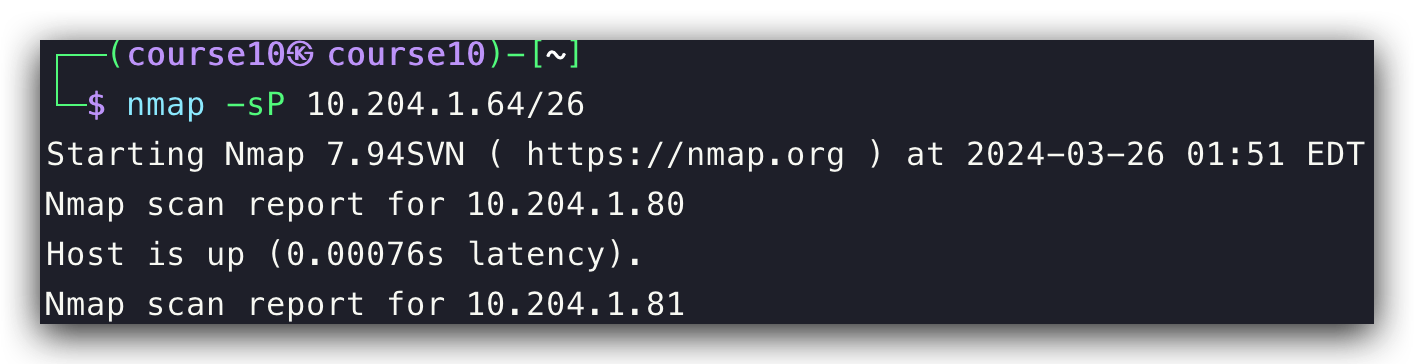 ┌──(course10㉿ course10)-[~]
└─$ nmap -sP 10.204.1.64/26
Starting Nmap 7.94SVN ( https://nmap.org ) at 2024-03-26 01:51 EDT
Nmap scan report for 10.204.1.80
Host is up (0.00076s latency).
Nmap scan report for 10.204.1.81